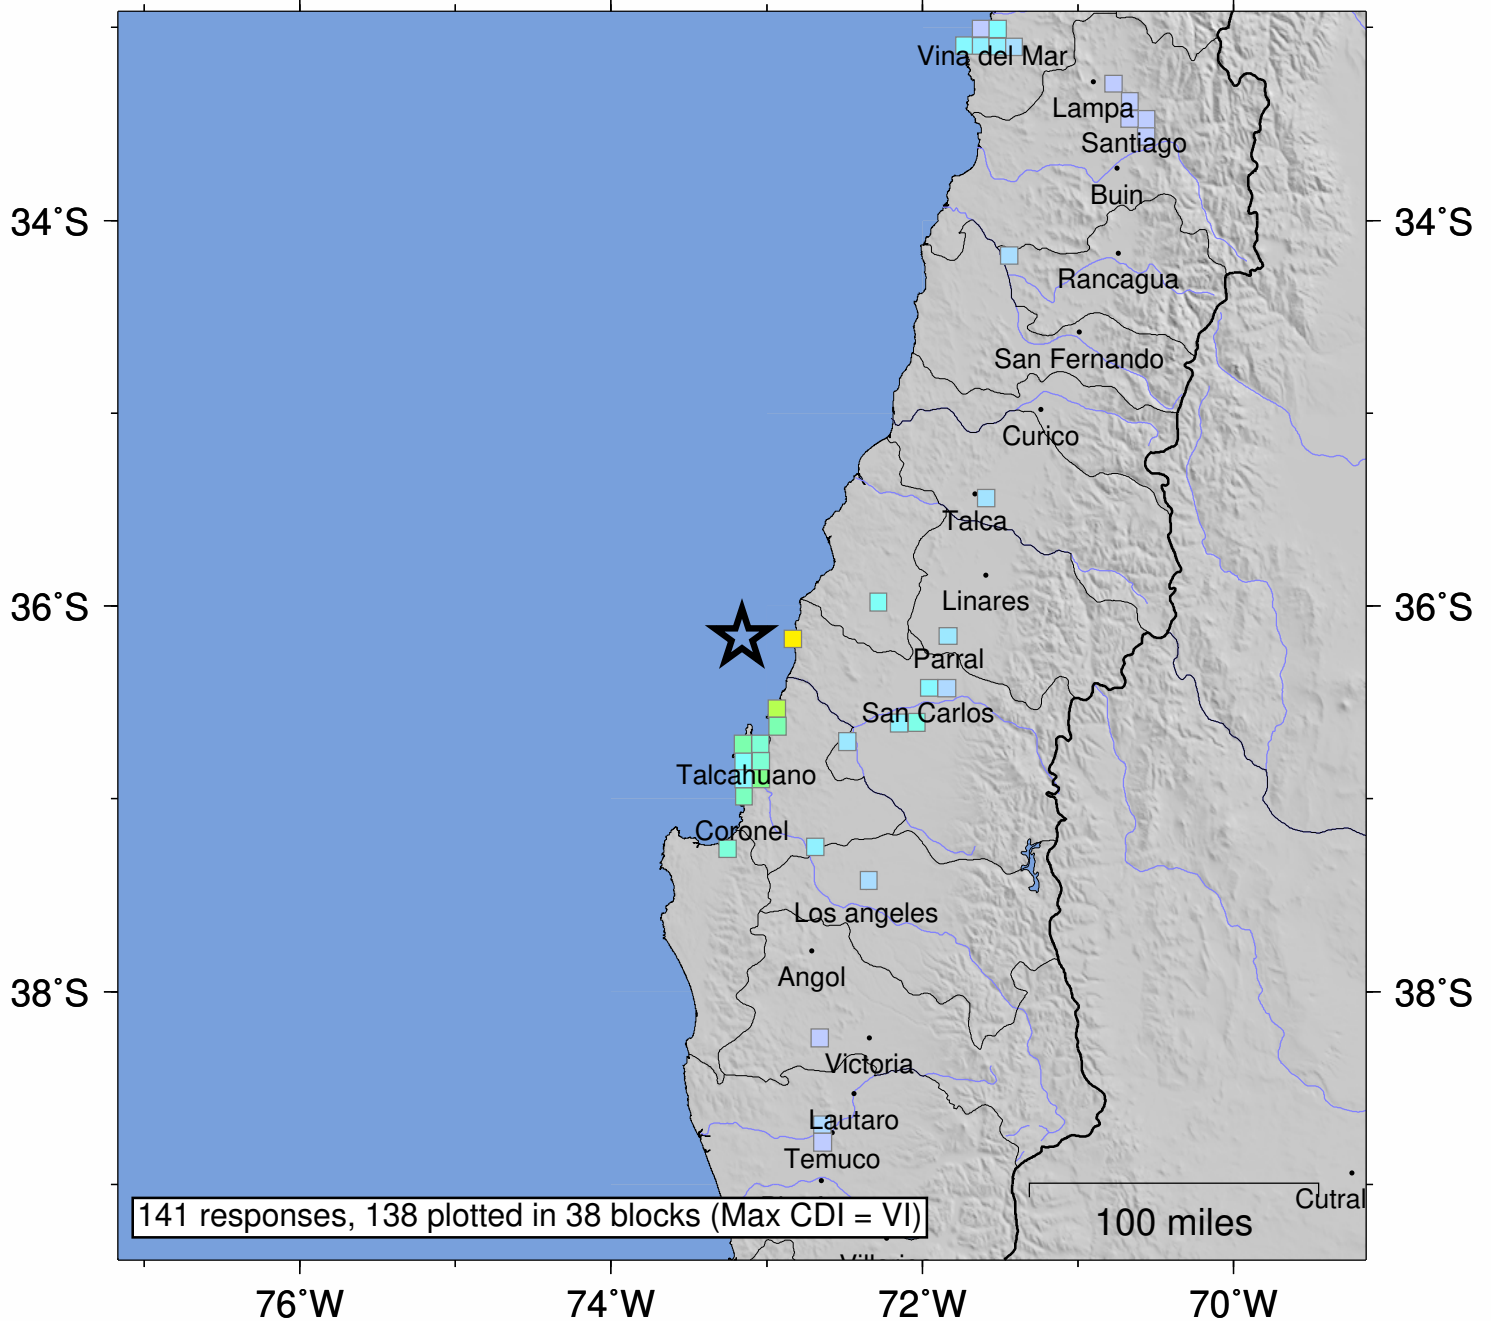 Vina del Mar
Lampa
Santiago
Buin
34°S
34°S
Rancagua
San Fernando
Curico
Talca
36°S
36°S
Linares
Parral
San Carlos
Talcahuano
Coronel
Los angeles
Angol
38°S
38°S
Victoria
Lautaro
Temuco
Cutral
141 responses, 138 plotted in 38 blocks (Max CDI = VI)
100 miles
76°W
74°W
72°W
70°W